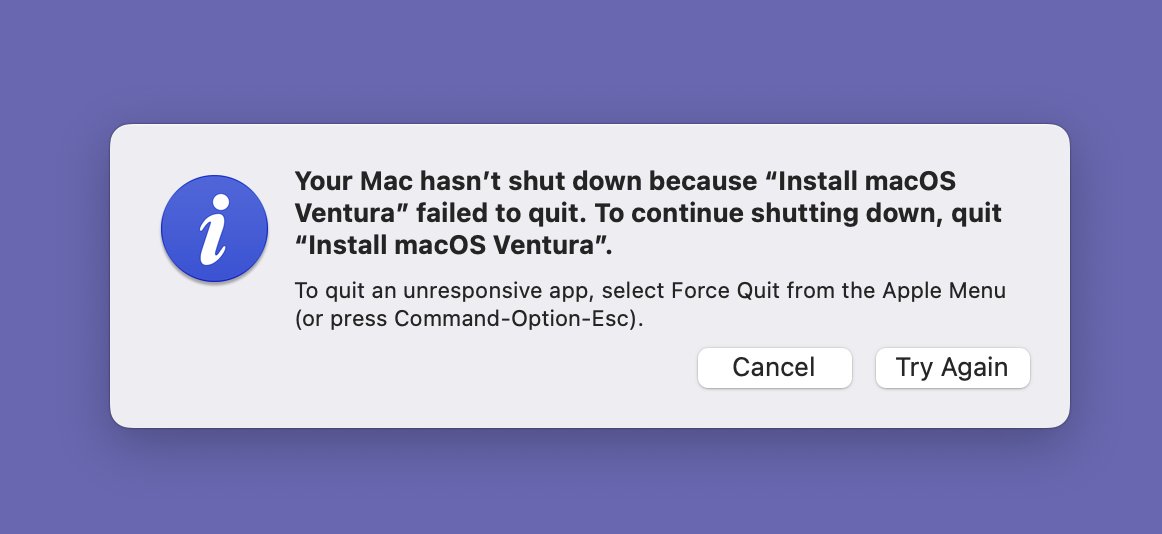 Your Mac hasn’t shut down because “Install macOS
Ventura” failed to quit. To continue shutting down, quit
“Install macOS Ventura”.
To quit an unresponsive app, select Force Quit from the Apple Menu
(or press Command-Option-Esc).
Cancel Try Again